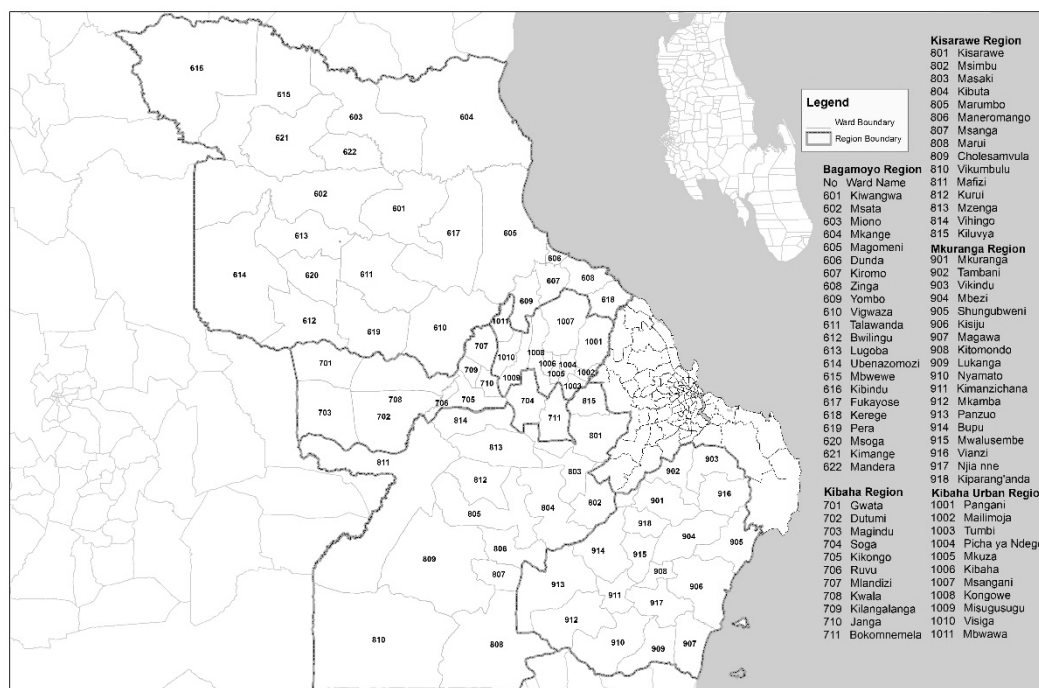 616
615
603
604
621
622
602
601
617
605
613
614
620
611
606
607
608
609
618
612
619
610
1011
1007
707
1001
701
1010
1008
1006
1004
709
1005
1002
1009
710
1003
703
702
708
706
705
704
815
711
814
801
813
811
803
902
903
812
804
802
901
916
805
918
904
905
806
914
915
809
807
908
913
906
911
917
912
810
808
910
909
907
Legend
Ward Boundary
Region Boundary
Bagamoyo Region
No Ward Name
601 Kiwangwa
602 Msata
603 Miono
604 Mkange
605 Magomeni
606 Dunda
607 Kiromo
608 Zinga
609 Yombo
610 Vigwaza
611 Talawanda
612 Bwilingu
613 Lugoba
614 Ubenazomozi
615 Mbwewe
616 Kibindu
617 Fukayose
618 Kerege
619 Pera
620 Msoga
621 Kimange
622 Mandera
Kibaha Region
701 Gwata
702 Dutumi
703 Magindu
704 Soga
705 Kikongo
706 Ruvu
707 Mlandizi
708 Kwala
709 Kilangalanga
710 Janga
711 Bokomnemela
Kisarawe Region
801 Kisarawe
802 Msimbu
803 Masaki
804 Kibuta
805 Marumbo
806 Maneromango
807 Msanga
808 Marui
809 Cholesamvula
810 Vikumbulu
811 Mafizi
812 Kurui
813 Mzenga
814 Vihingo
815 Kiluvya
Mkuranga Region
901 Mkuranga
902 Tambani
903 Vikindu
904 Mbezi
905 Shungubweni
906 Kisiju
907 Magawa
908 Kitomondo
909 Lukanga
910 Nyamato
911 Kimanzichana
912 Mkamba
913 Panzuo
914 Bupu
915 Mwalusembe
916 Vianzi
917 Njia nne
918 Kiparang'anda
Kibaha Urban Region
1001 Pangani
1002 Mailimoja
1003 Tumbi
1004 Picha ya Ndege
1005 Mkuza
1006 Kibaha
1007 Msangani
1008 Kongowe
1009 Misugusugu
1010 Visiga
1011 Mbwawa